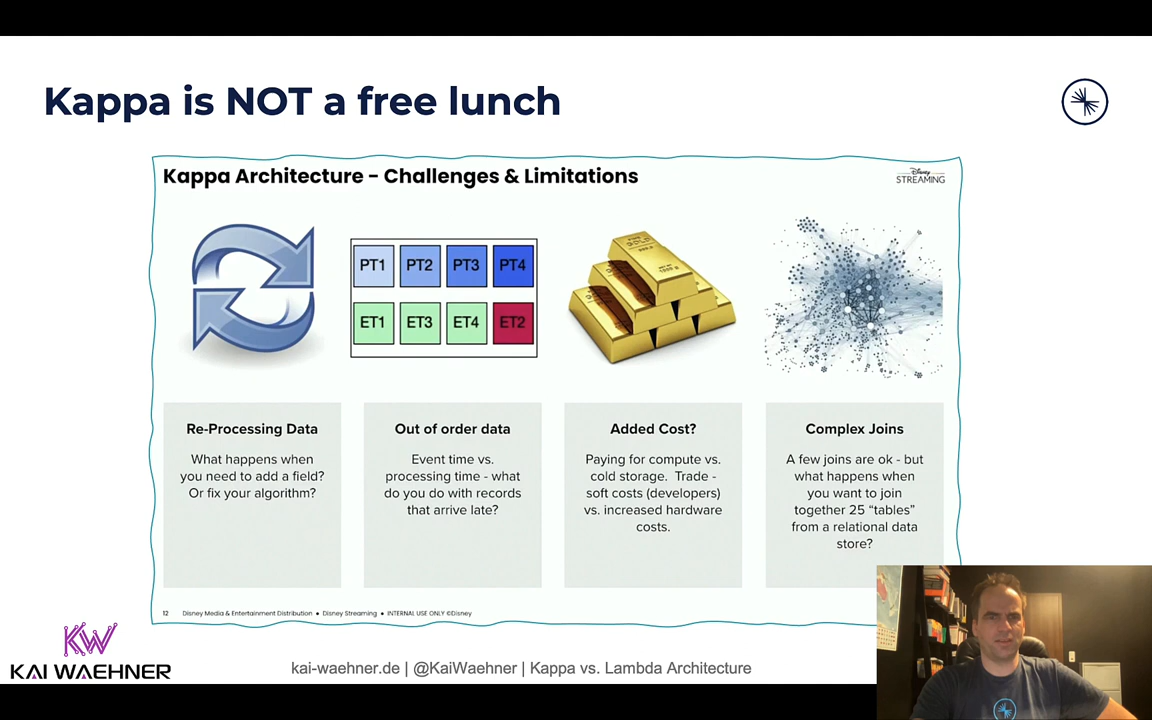 Kappa is NOT a free lunch
Kappa Architecture – Challenges & Limitations
Disney
STREAMING
PT1 PT2 PT3 PT4
ET1 ET3 ET4 ET2
Re-Processing Data
What happens when
you need to add a field?
Or fix your algorithm?
Out of order data
Event time vs.
processing time - what
do you do with records
that arrive late?
Added Cost?
Paying for compute vs.
cold storage. Trade -
soft costs (developers)
vs. increased hardware
costs.
Complex Joins
A few joins are ok - but
what happens when
you want to join
together 25 “tables”
from a relational data
store?
12 Disney Media & Entertainment Distribution • Disney Streaming • INTERNAL USE ONLY ©Disney
KW
KAI WAEHNER
kai-waehner.de | @KaiWaehner | Kappa vs. Lambda Architecture